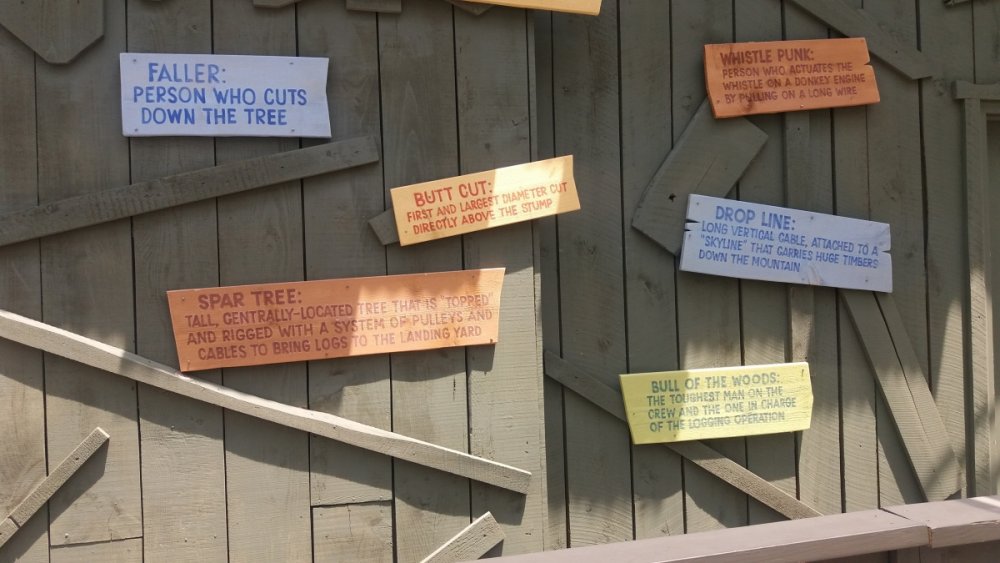 FALLER:
PERSON WHO CUTS
DOWN THE TREE
WHISTLE PUNK:
PERSON WHO ACTUATES THE
WHISTLE ON A DONKEY ENGINE
BY PULLING ON A LONG WIRE
BUTT CUT:
FIRST AND LARGEST DIAMETER CUT
DIRECTLY ABOVE THE STUMP
DROP LINE:
LONG VERTICAL CABLE, ATTACHED TO A
"SKYLINE" THAT CARRIES HUGE TIMBERS
DOWN THE MOUNTAIN
SPAR TREE:
TALL, CENTRALLY-LOCATED TREE THAT IS "TOPPED"
AND RIGGED WITH A SYSTEM OF PULLEYS AND
CABLES TO BRING LOGS TO THE LANDING YARD
BULL OF THE WOODS:
THE TOUGHEST MAN ON THE
CREW AND THE ONE IN CHARGE
OF THE LOGGING OPERATION